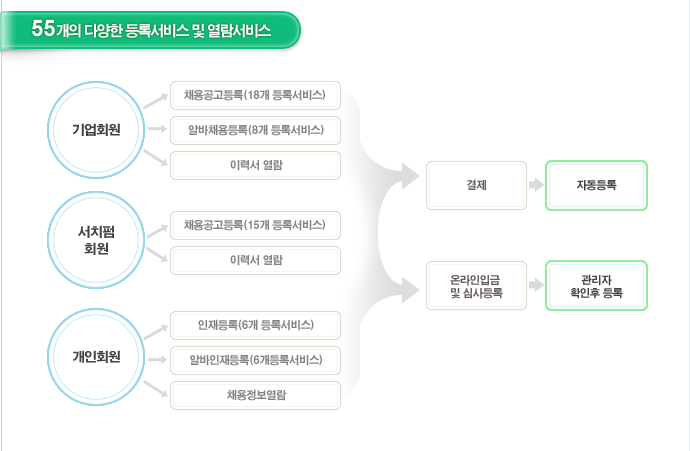 55개의 다양한 등록서비스 및 열람서비스
기업회원
채용공고등록(18개 등록서비스)
알바채용등록(8개 등록서비스)
이력서 열람
서치펌
회원
채용공고등록(15개 등록서비스)
이력서 열람
개인회원
인재등록(6개 등록서비스)
알바인재등록(6개등록서비스)
채용정보열람
결제
자동등록
온라인입금
및 심사등록
관리자
확인후 등록